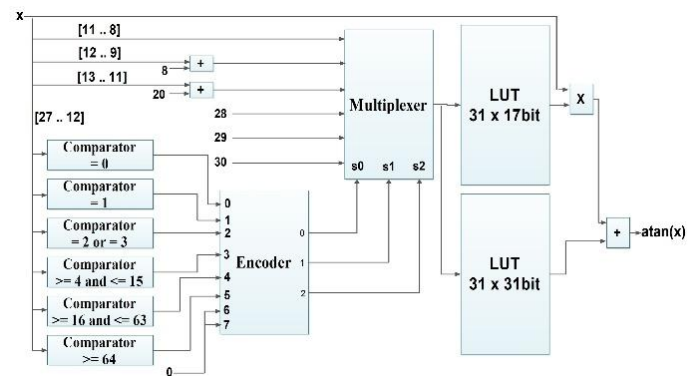 x
[11 .. 8]
[12 .. 9]
8
+
[13 .. 11]
20
+
[27 .. 12]
28
29
30
Multiplexer
s0 s1 s2
LUT
31 x 17bit
X
LUT
31 x 31bit
+
atan(x)
Comparator
= 0
Comparator
= 1
Comparator
= 2 or = 3
Comparator
>= 4 and <= 15
Comparator
>= 16 and <= 63
Comparator
>= 64
0
0
1
2
3
4
5
6
7
Encoder
0
1
2